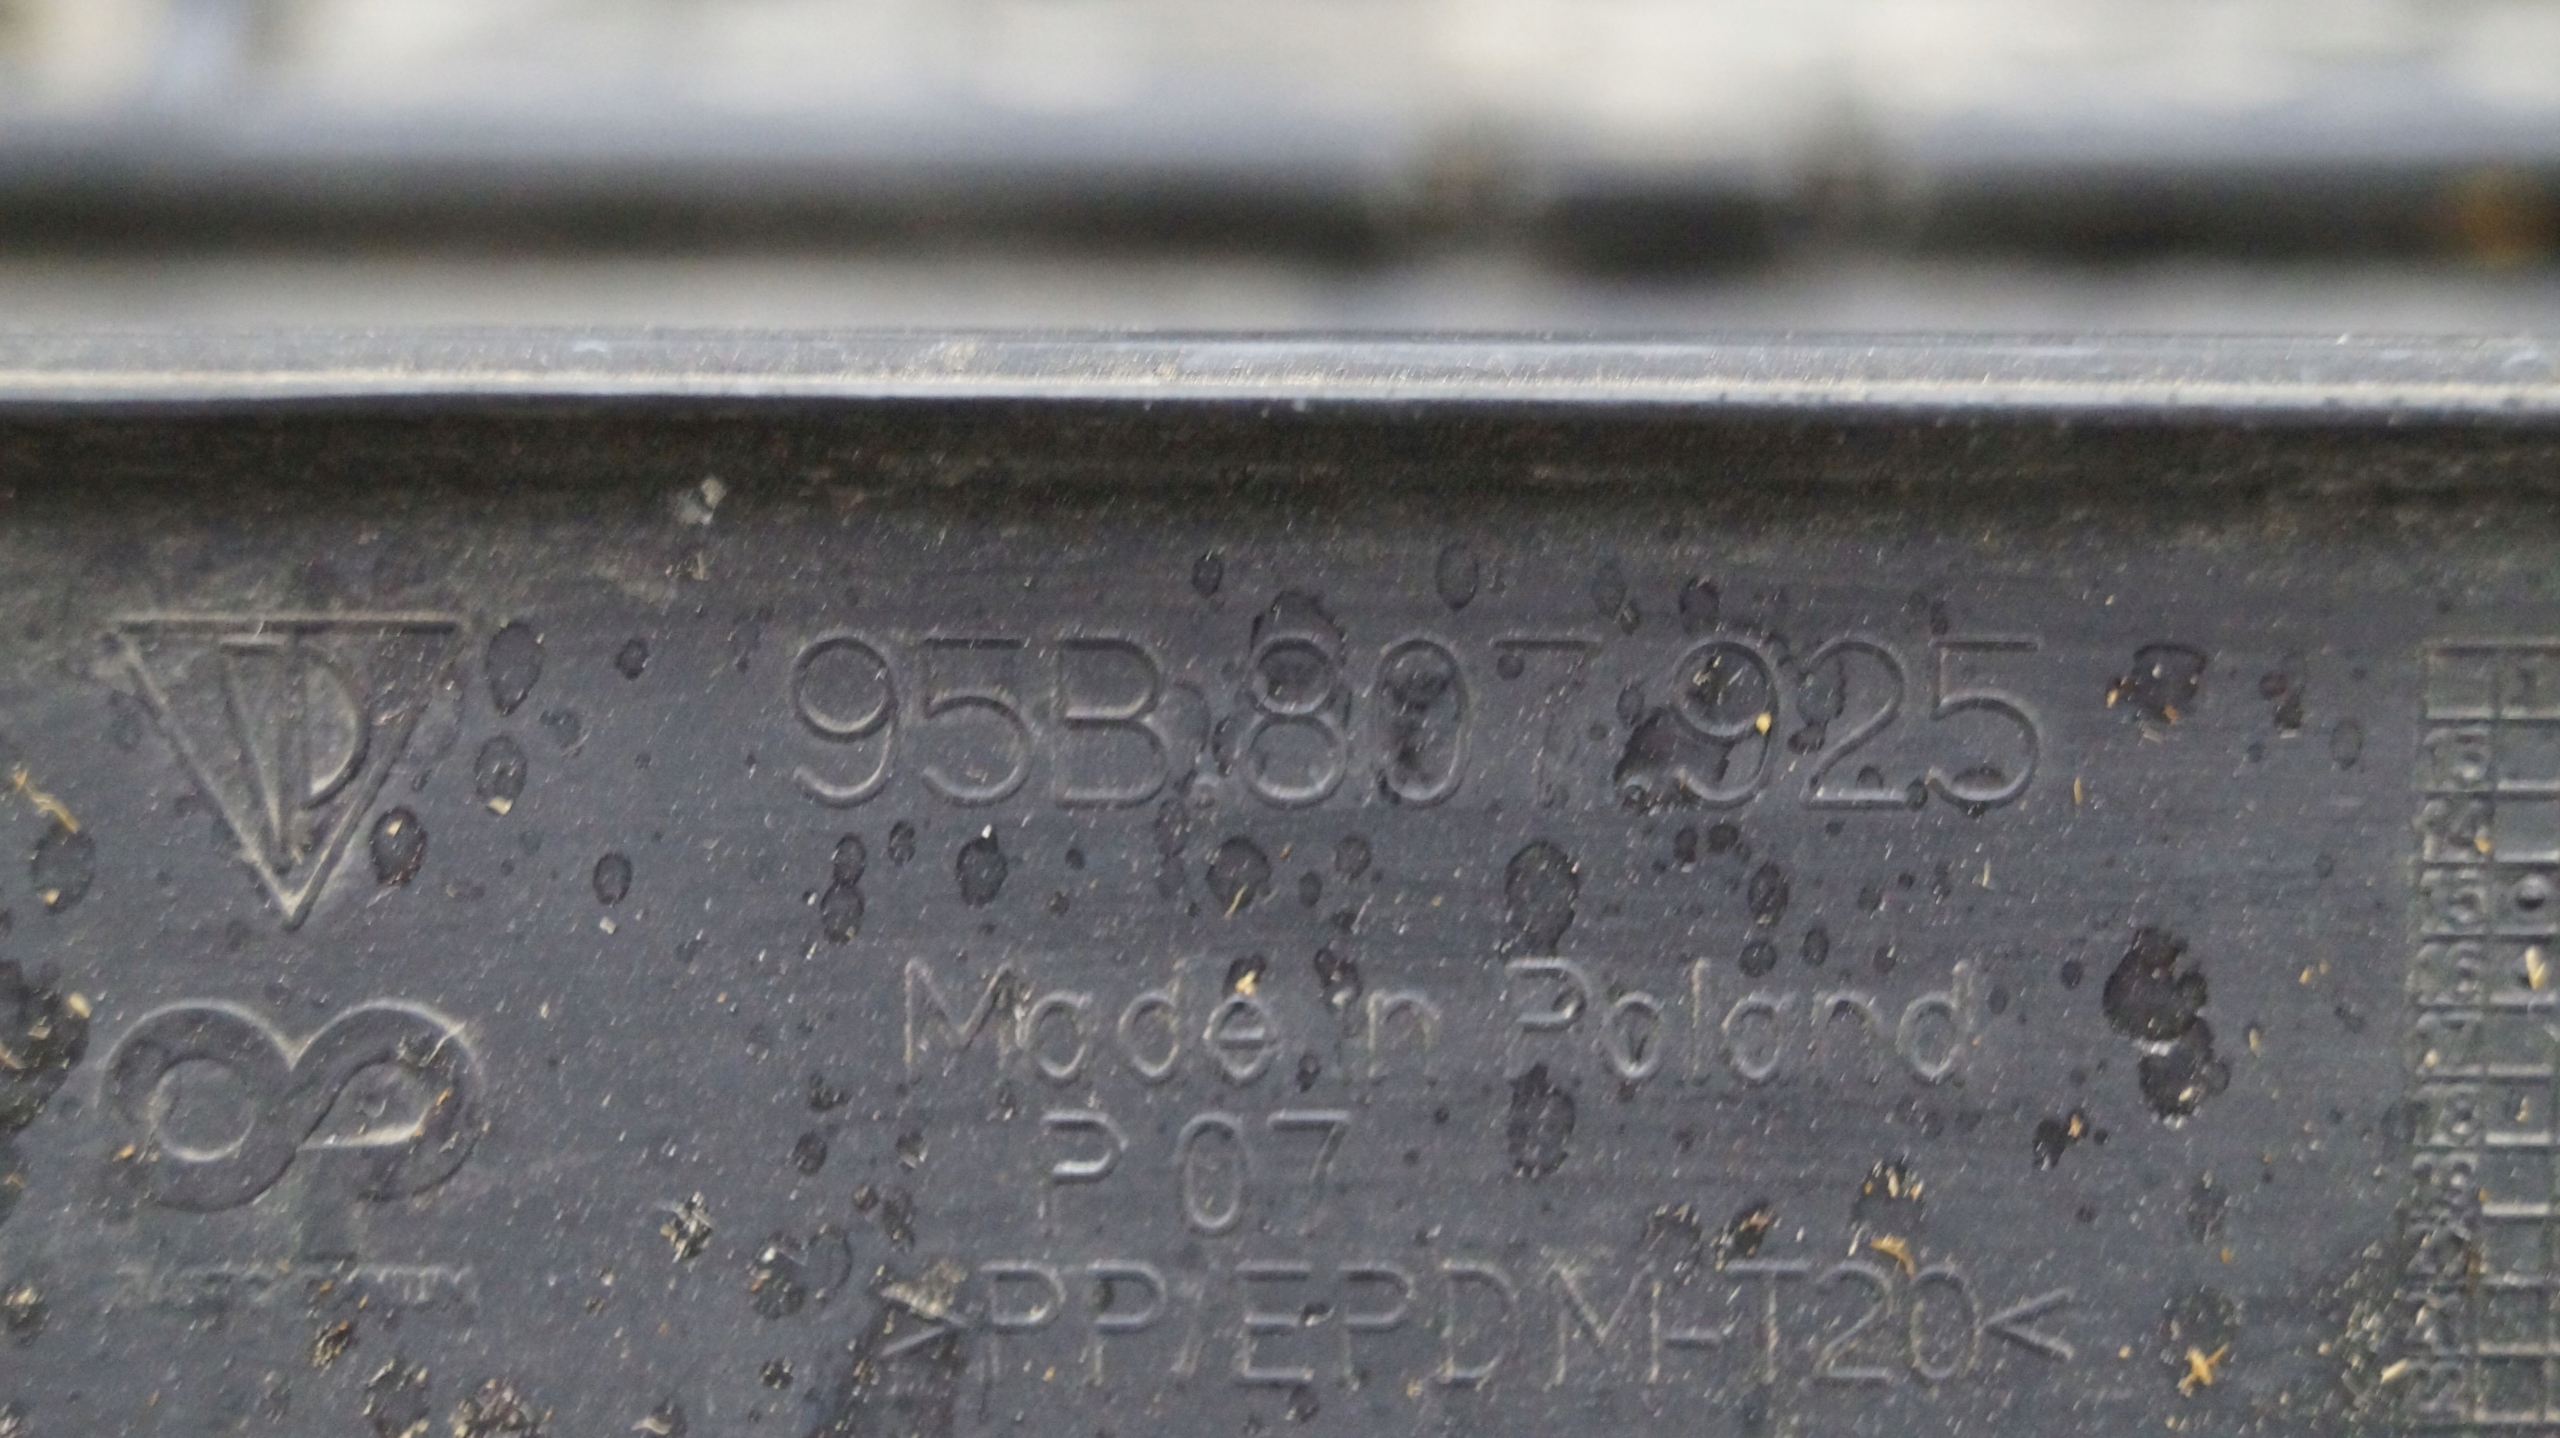 95B.807.925
Made in Poland
P 07
>PP/EPDM-T20<